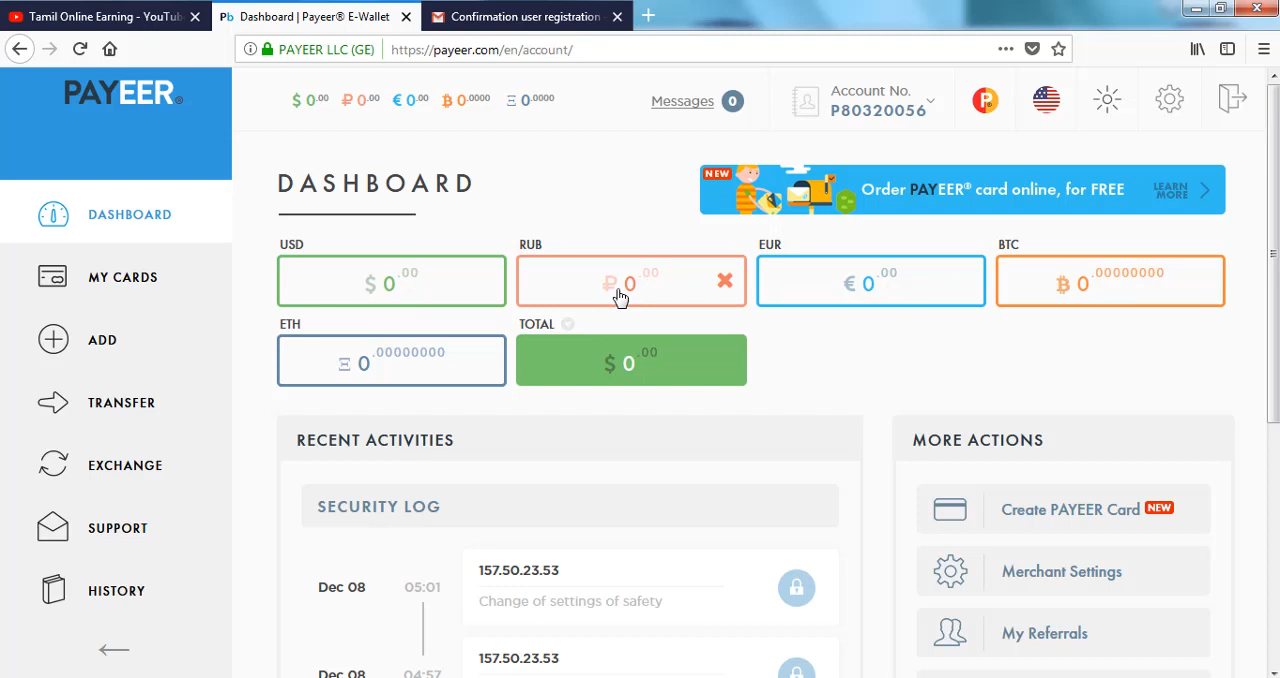 Tamil Online Earning - YouTub
Pb Dashboard | Payeer® E-Wallet
Confirmation user registration
PAYEER LLC (GE)
https://payeer.com/en/account/
PAYEER®
$ 0.00 ₽ 0.00 € 0.00 ₿ 0.0000 Ξ 0.0000
Messages 0
Account No.
P80320056
DASHBOARD
MY CARDS
ADD
TRANSFER
EXCHANGE
SUPPORT
HISTORY
DASHBOARD
NEW
Order PAYEER® card online, for FREE
LEARN
MORE
USD
RUB
EUR
BTC
$ 0.00
₽ 0.00
€ 0.00
₿ 0.00000000
ETH
TOTAL
Ξ 0.00000000
$ 0.00
RECENT ACTIVITIES
SECURITY LOG
Dec 08
05:01
157.50.23.53
Change of settings of safety
157.50.23.53
Dec 08
04:57
MORE ACTIONS
Create PAYEER Card NEW
Merchant Settings
My Referrals